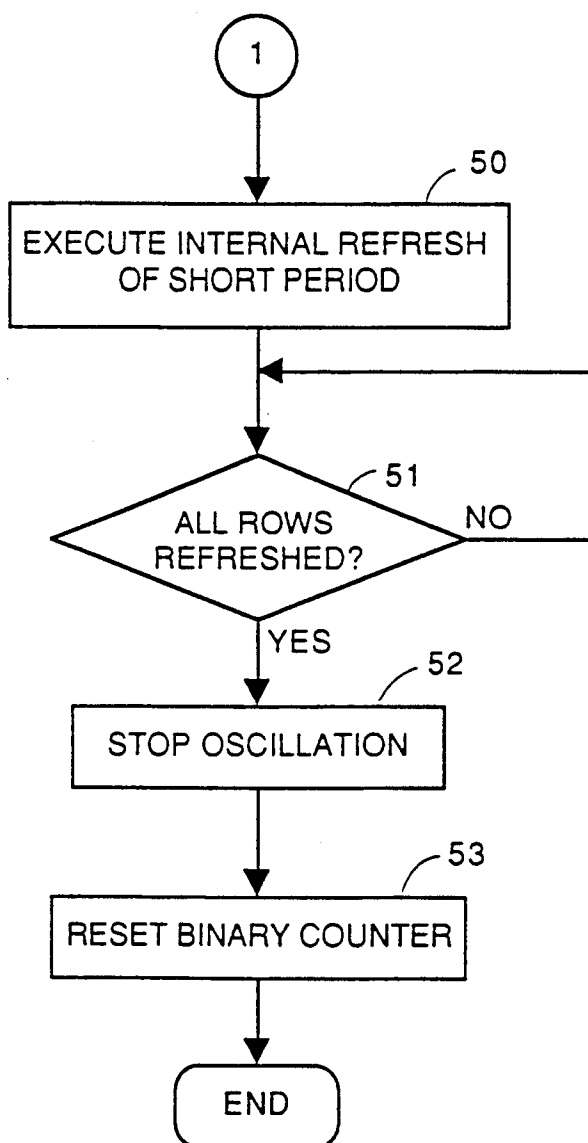 1
50
EXECUTE INTERNAL REFRESH
OF SHORT PERIOD
51
ALL ROWS
REFRESHED?
NO
YES
52
STOP OSCILLATION
53
RESET BINARY COUNTER
END